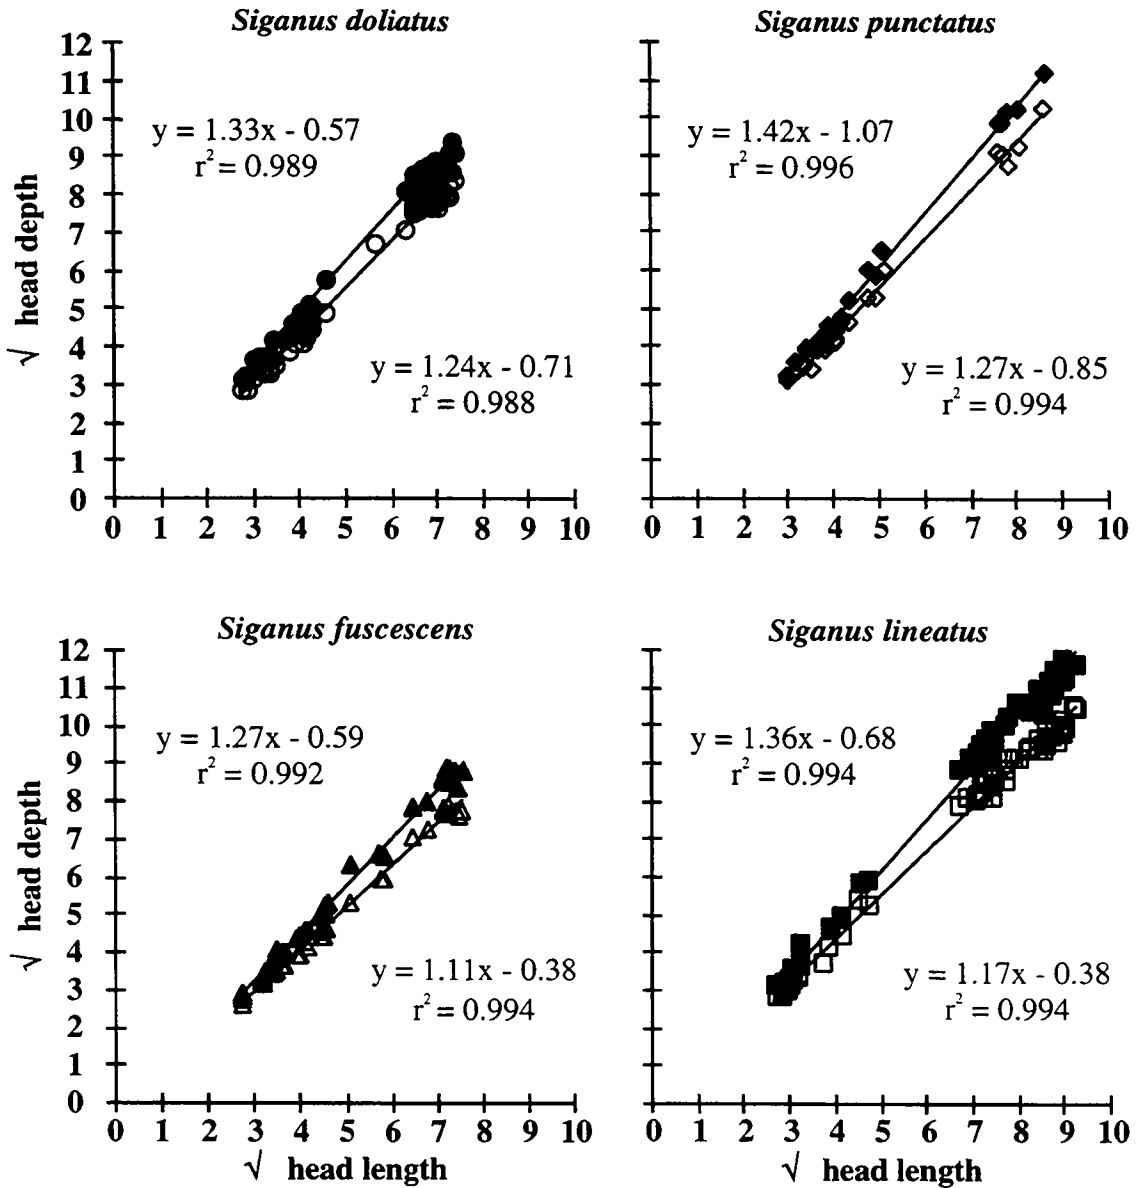 Siganus doliatus
12
11
10
9
8
7
6
5
4
3
2
1
0
√ head depth
y = 1.33x - 0.57
r² = 0.989
y = 1.24x - 0.71
r² = 0.988
0 1 2 3 4 5 6 7 8 9 10
Siganus punctatus
y = 1.42x - 1.07
r² = 0.996
y = 1.27x - 0.85
r² = 0.994
0 1 2 3 4 5 6 7 8 9 10
Siganus fuscescens
12
11
10
9
8
7
6
5
4
3
2
1
0
√ head depth
y = 1.27x - 0.59
r² = 0.992
y = 1.11x - 0.38
r² = 0.994
0 1 2 3 4 5 6 7 8 9 10
√ head length
Siganus lineatus
y = 1.36x - 0.68
r² = 0.994
y = 1.17x - 0.38
r² = 0.994
0 1 2 3 4 5 6 7 8 9 10
√ head length